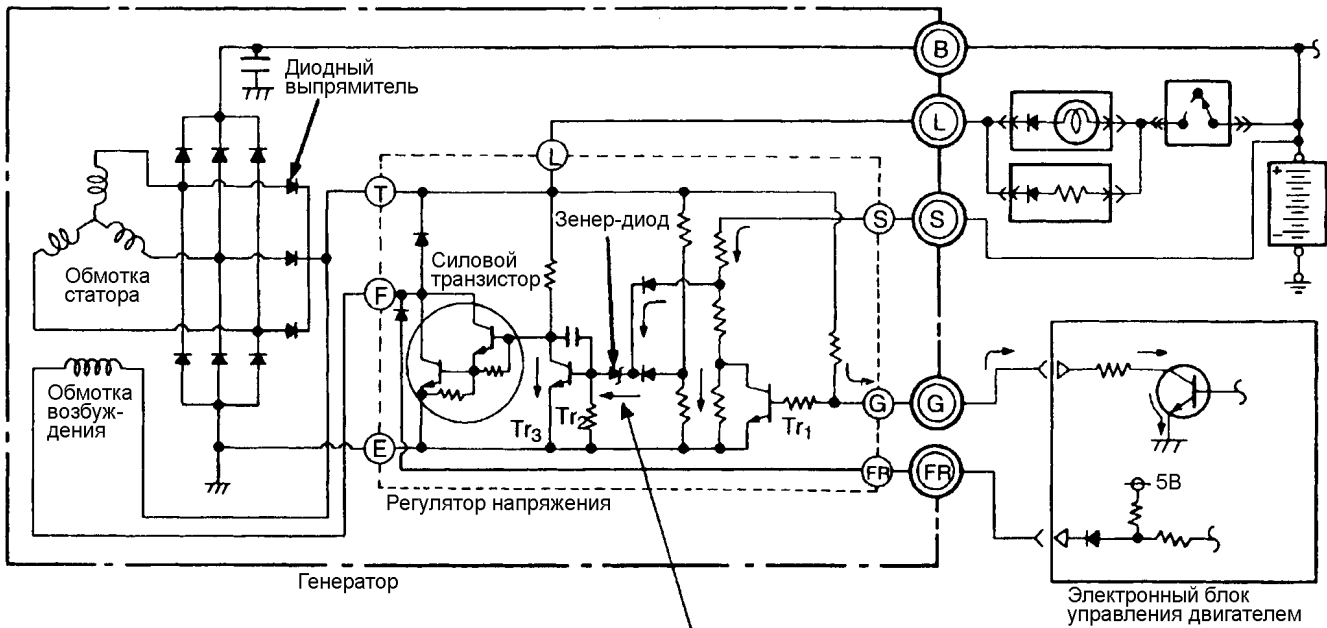 B
Диодный
выпрямитель
L
L
T
Зенер-диод
S
S
Силовой
транзистор
Обмотка
статора
F
Обмотка
возбуж-
дения
G
G
Tr3
Tr2
Tr1
E
FR
FR
5В
Регулятор напряжения
Генератор
Электронный блок
управления двигателем
+
-